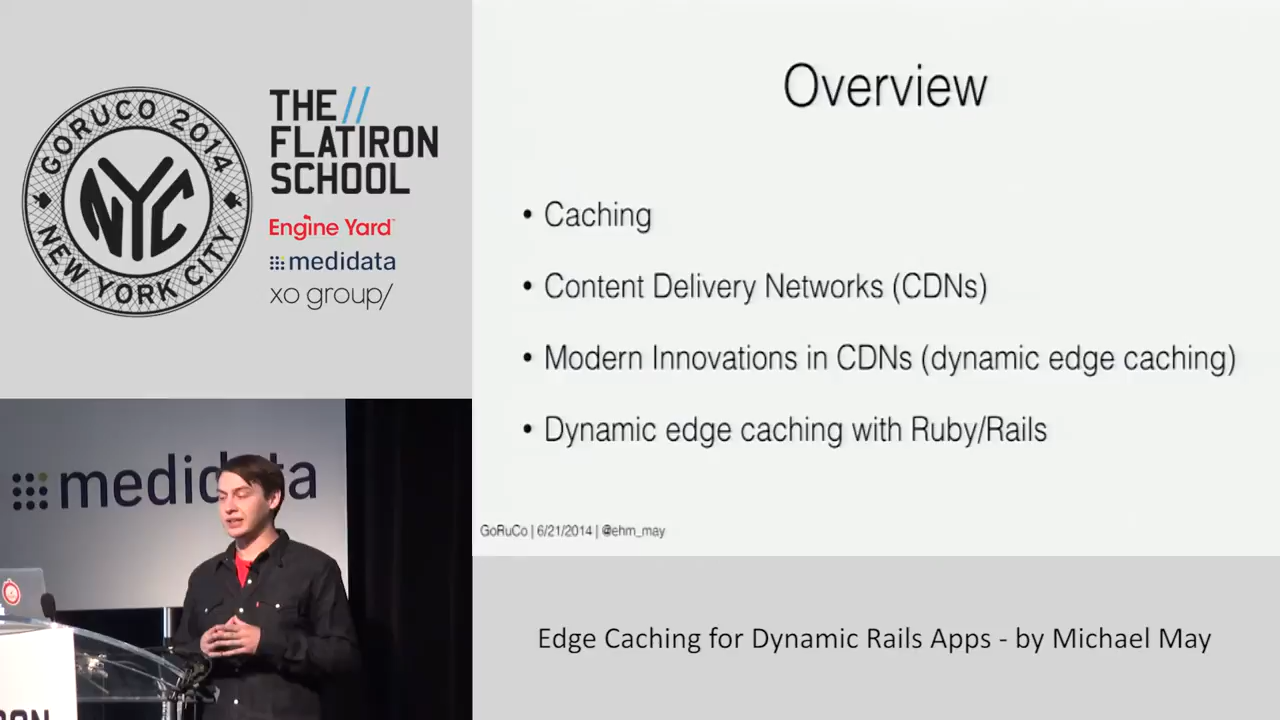 GORUCO 2014
NYC
NEW YORK CITY
THE //
FLATIRON
SCHOOL
Engine Yard
medidata
xo group/
Overview
• Caching
• Content Delivery Networks (CDNs)
• Modern Innovations in CDNs (dynamic edge caching)
• Dynamic edge caching with Ruby/Rails
GoRuCo | 6/21/2014 | @ehm_may
medidata
Edge Caching for Dynamic Rails Apps - by Michael May